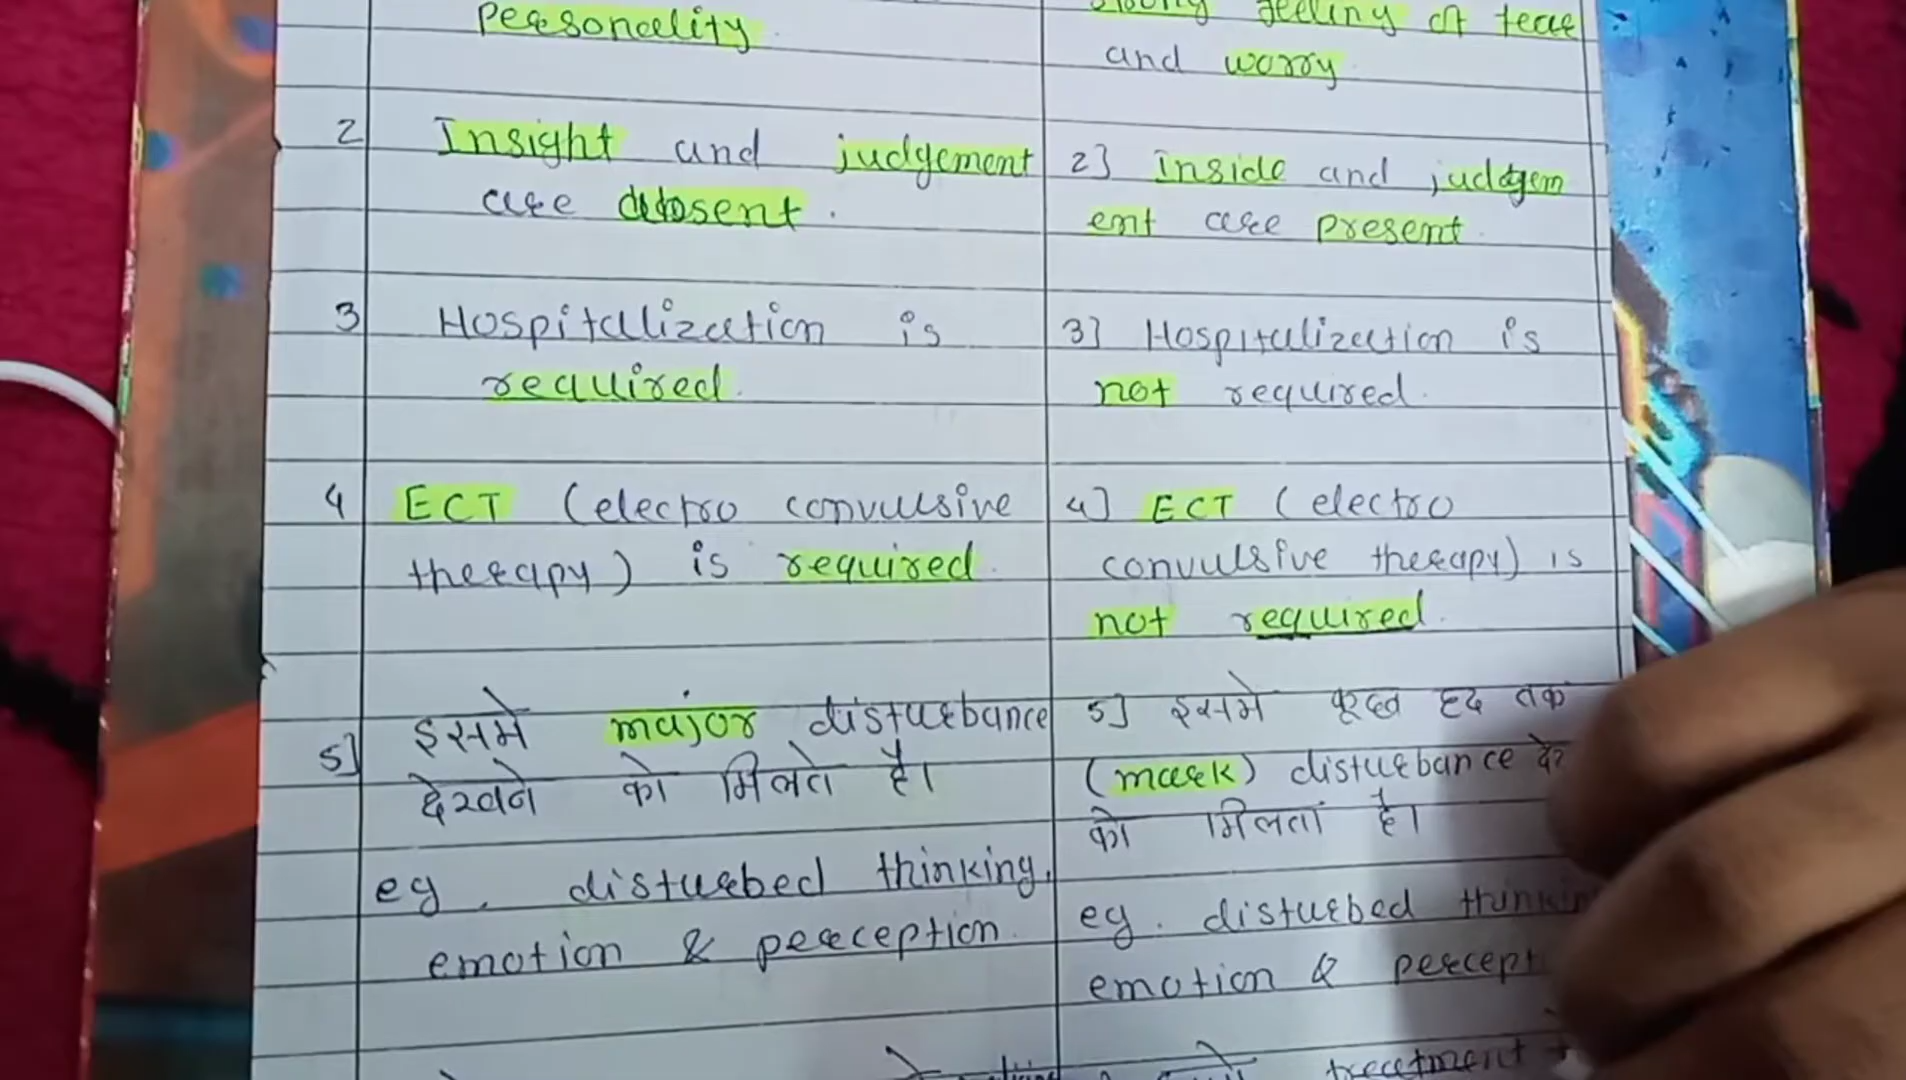 Personality.
feeling of fear
and worry
2 Insight and judgement
are absent.
2] Inside and judgem
ent are present.
3 Hospitalization is
required.
3] Hospitalization is
not required.
4 ECT (electro convulsive
therapy) is required.
4] ECT (electro
convulsive therapy) is
not required.
5] इसमे major disturbance
देखने को मिलते है।
eg. disturbed thinking,
emotion & perception.
5] इसमे हद तक
(mark) disturbance
को मिलता है।
eg. disturbed
emotion &
treatment